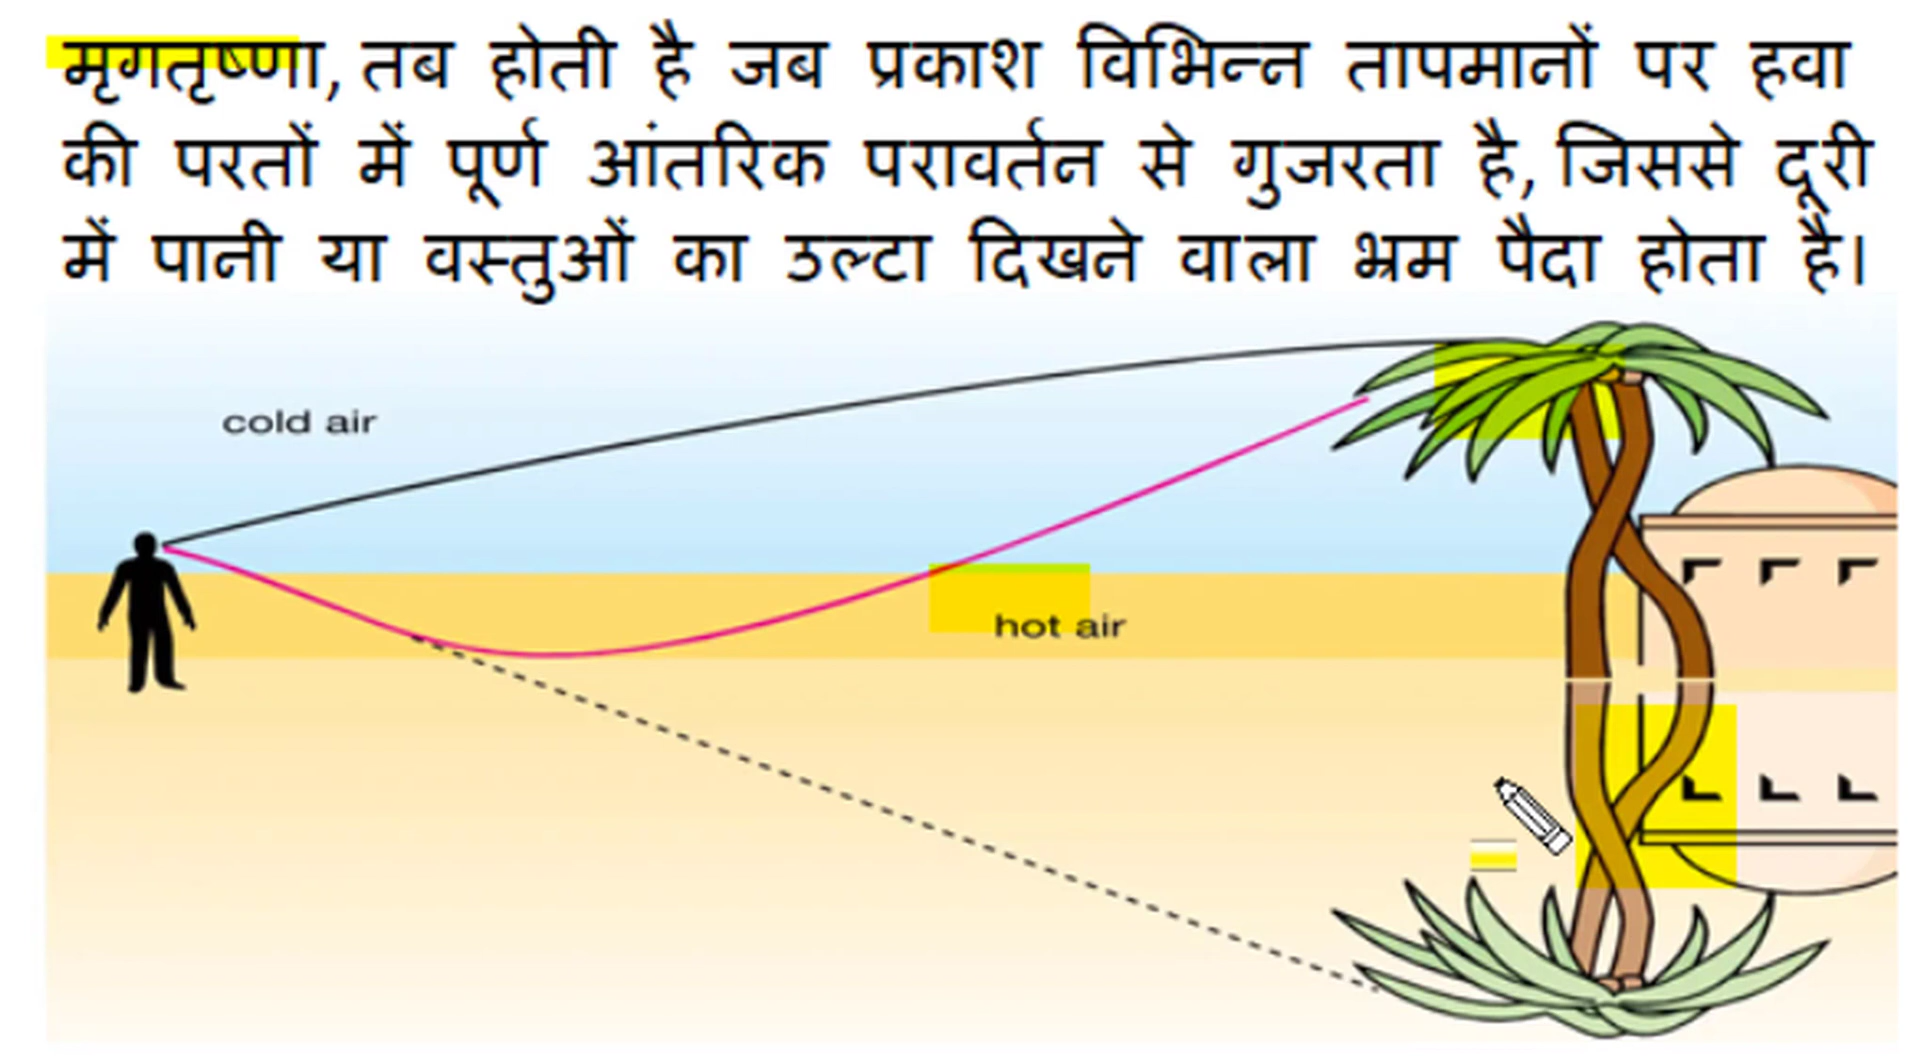 मृगतृष्णा, तब होती है जब प्रकाश विभिन्न तापमानों पर हवा
की परतों में पूर्ण आंतरिक परावर्तन से गुजरता है, जिससे दूरी
में पानी या वस्तुओं का उल्टा दिखने वाला भ्रम पैदा होता है।
cold air
hot air